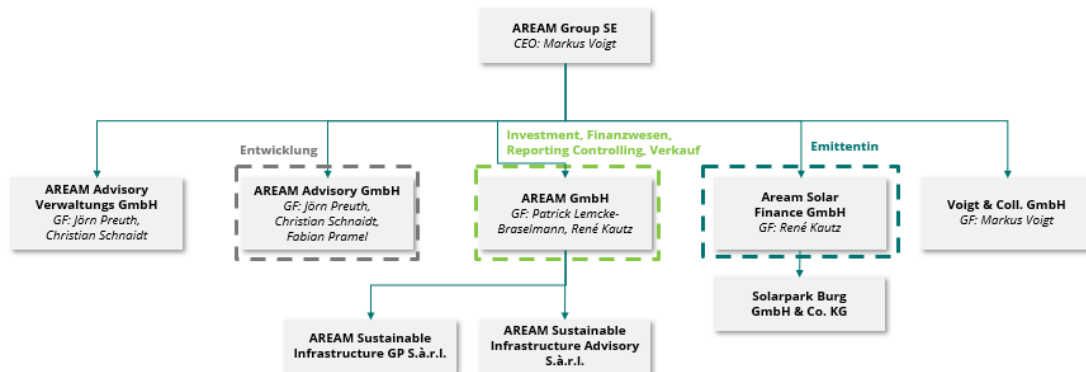 AREAM Group SE
CEO: Markus Voigt
Investment, Finanzwesen,
Reporting Controlling, Verkauf
Entwicklung
Emittentin
AREAM Advisory
Verwaltungs GmbH
GF: Jörn Preuth,
Christian Schnaidt
AREAM Advisory GmbH
GF: Jörn Preuth,
Christian Schnaidt,
Fabian Pramel
AREAM GmbH
GF: Patrick Lemcke-
Braselmann, René Kautz
Aream Solar
Finance GmbH
GF: René Kautz
Voigt & Coll. GmbH
GF: Markus Voigt
Solarpark Burg
GmbH & Co. KG
AREAM Sustainable
Infrastructure GP S.à.r.l.
AREAM Sustainable
Infrastructure Advisory
S.à.r.l.